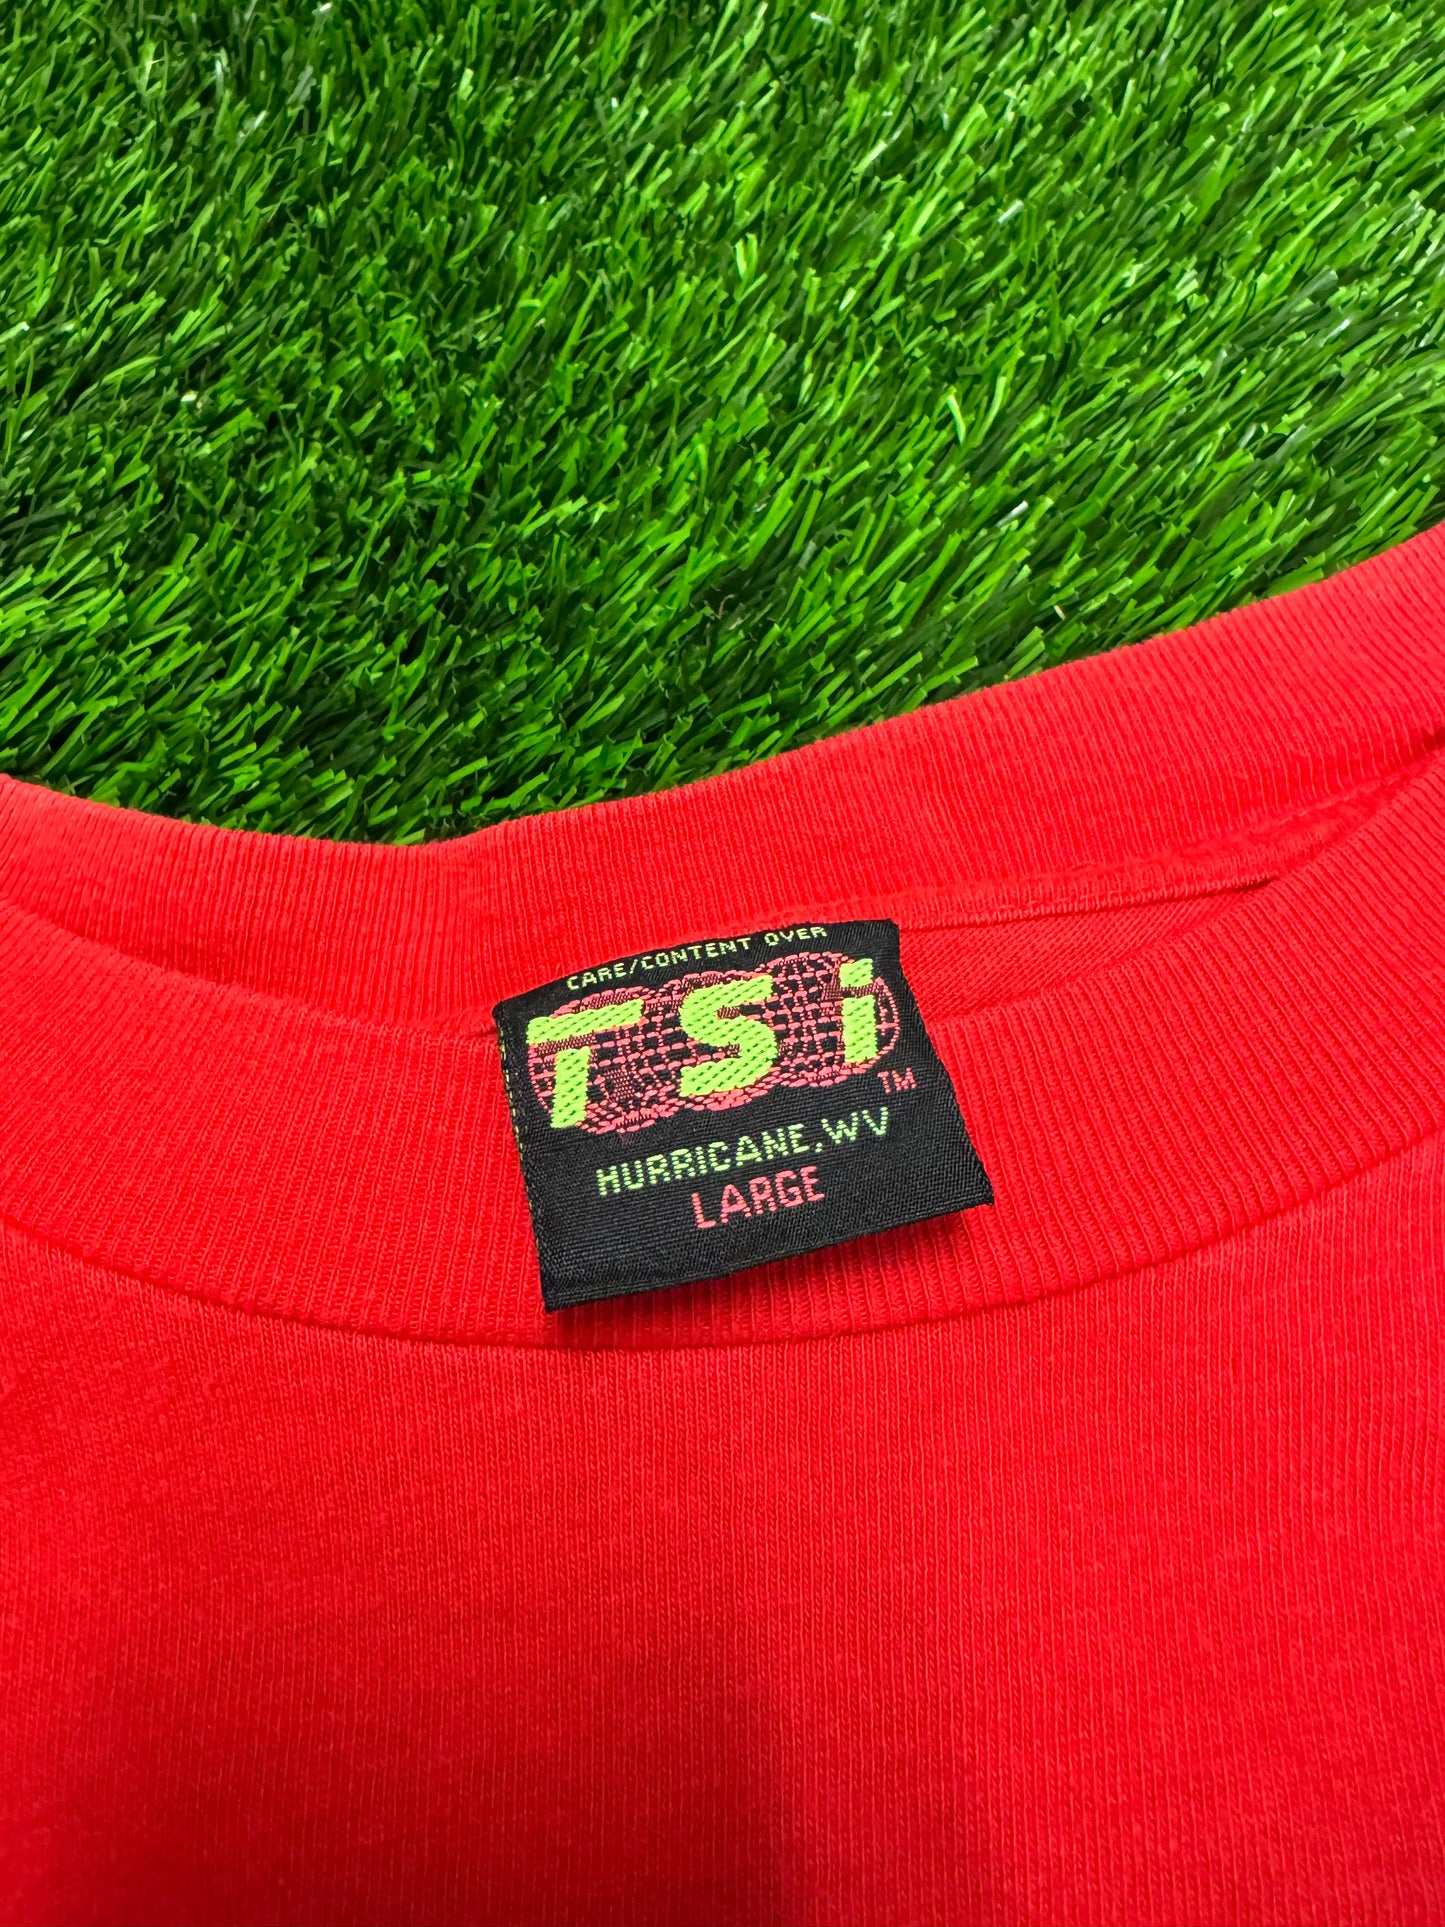 CARE/CONTENT OVER
TSi
TM
HURRICANE, WV
LARGE